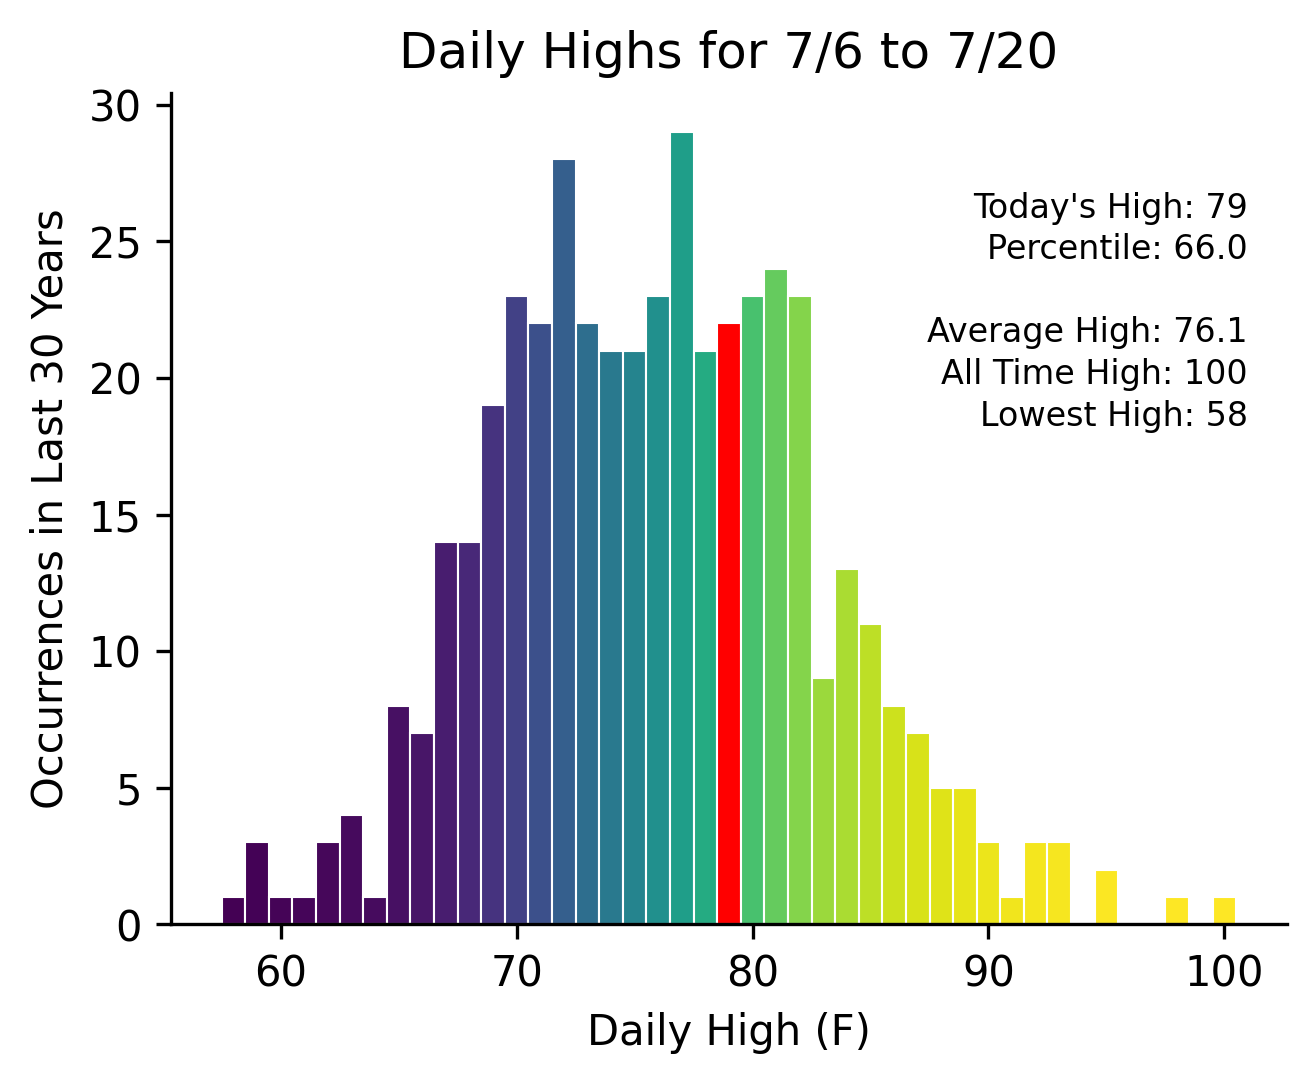 Daily Highs for 7/6 to 7/20
Occurrences in Last 30 Years
30
25
20
15
10
5
0
Today's High: 79
Percentile: 66.0
Average High: 76.1
All Time High: 100
Lowest High: 58
60 70 80 90 100
Daily High (F)